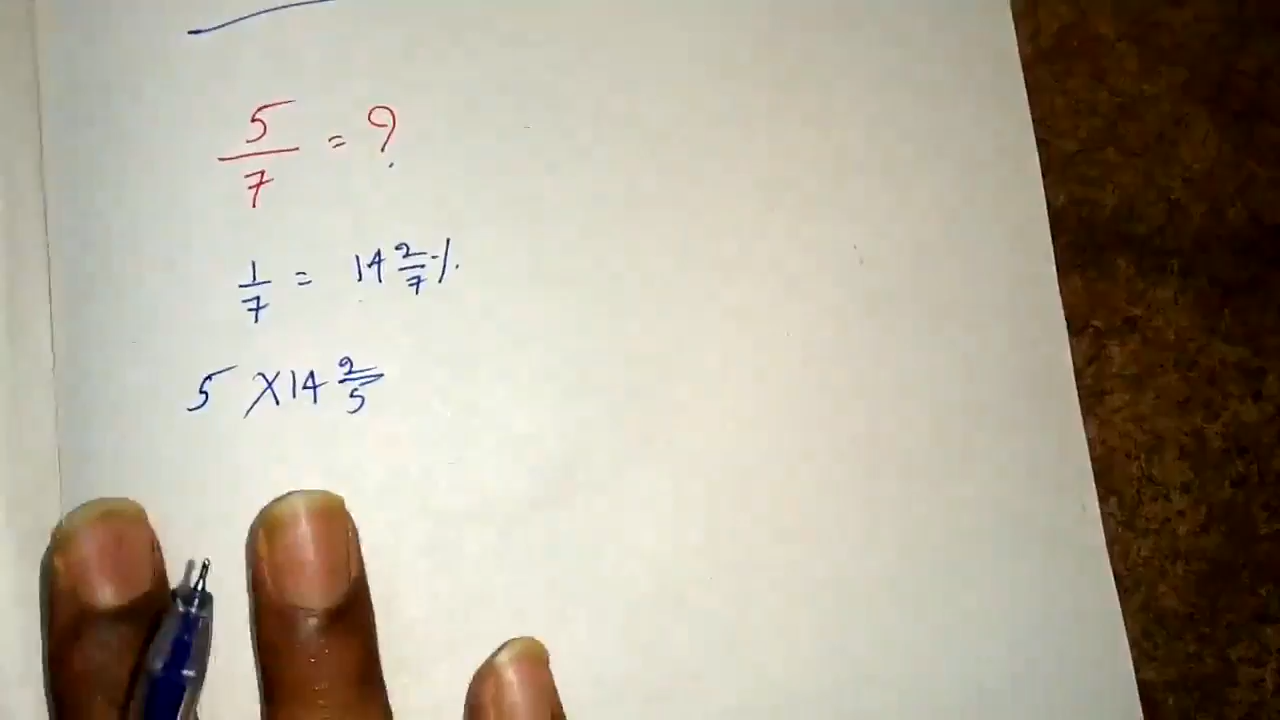 5/7 = ?
1/7 = 14 2/7 %.
5 X 14 2/5